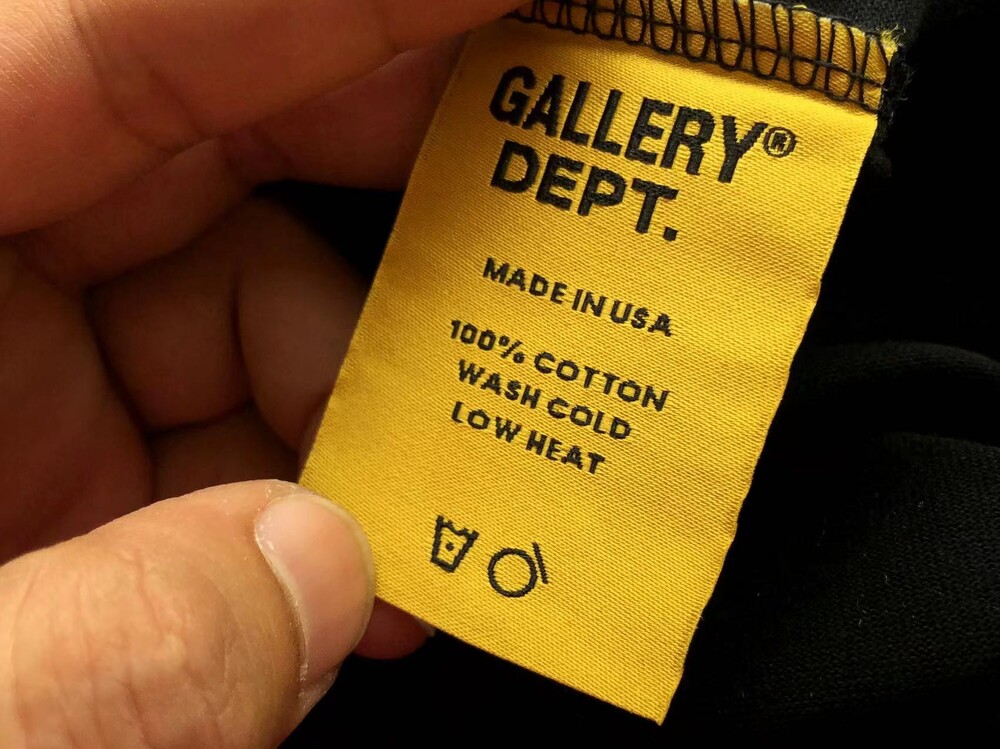 GALLERY®
DEPT.
MADE IN USA
100% COTTON
WASH COLD
LOW HEAT